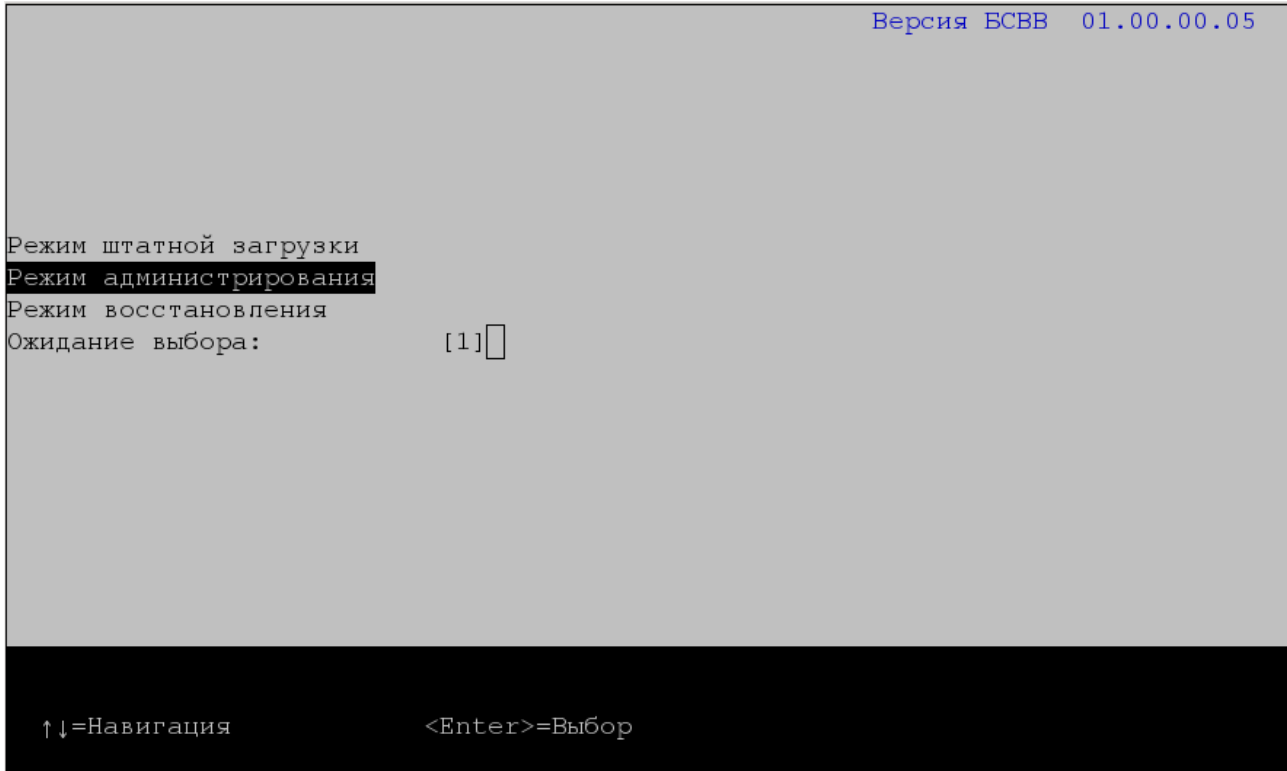 Версия БСВВ 01.00.00.05
Режим штатной загрузки
Режим администрирования
Режим восстановления
Ожидание выбора: [1]
↑↓=Навигация <Enter>=Выбор